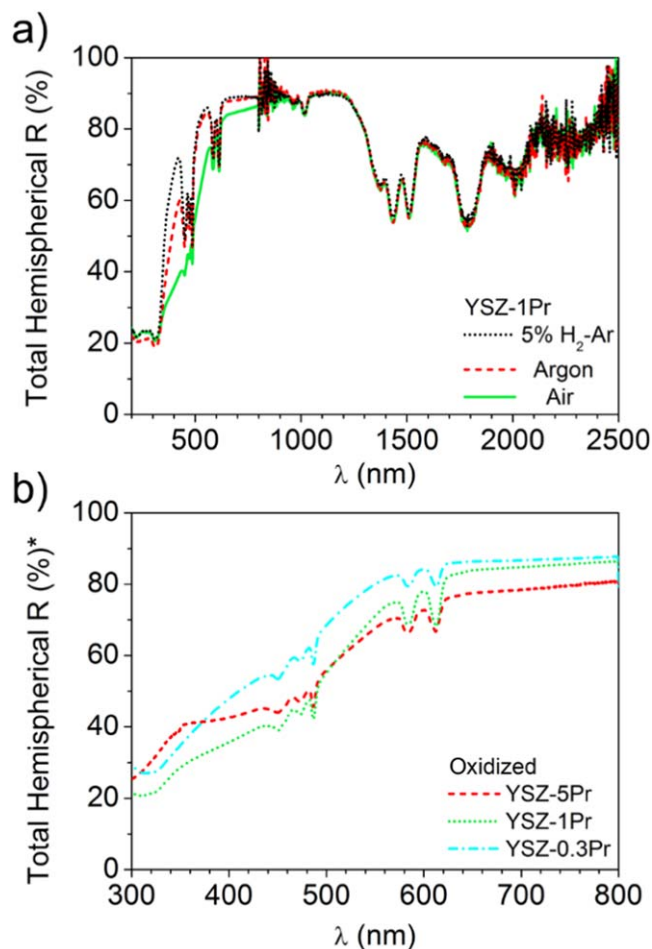 a)
Total Hemispherical R (%)
100
80
60
40
20
0
YSZ-1Pr
5% H₂-Ar
Argon
Air
500 1000 1500 2000 2500
λ (nm)
b)
Total Hemispherical R (%)*
100
80
60
40
20
0
Oxidized
YSZ-5Pr
YSZ-1Pr
YSZ-0.3Pr
300 400 500 600 700 800
λ (nm)